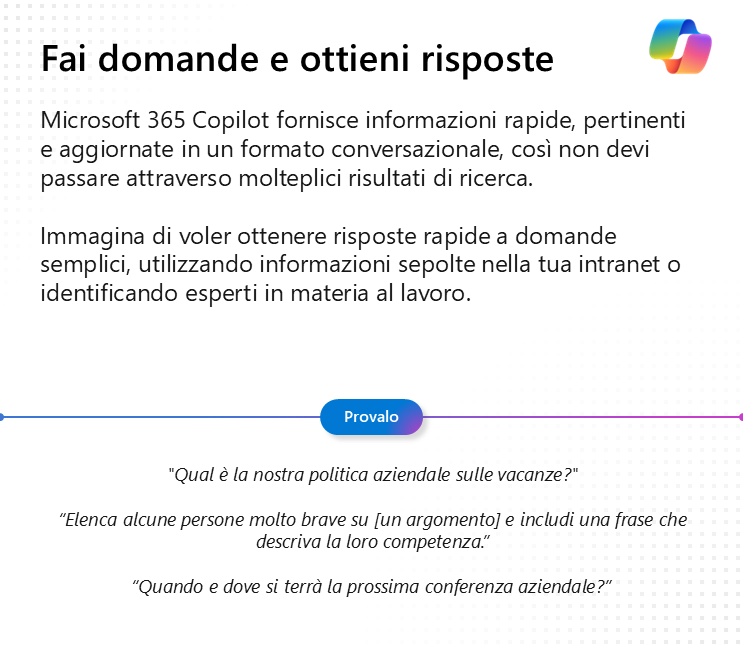 Fai domande e ottieni risposte
Microsoft 365 Copilot fornisce informazioni rapide, pertinenti
e aggiornate in un formato conversazionale, così non devi
passare attraverso molteplici risultati di ricerca.
Immagina di voler ottenere risposte rapide a domande
semplici, utilizzando informazioni sepolte nella tua intranet o
identificando esperti in materia al lavoro.
Provalo
"Qual è la nostra politica aziendale sulle vacanze?"
“Elenca alcune persone molto brave su [un argomento] e includi una frase che
descriva la loro competenza.”
“Quando e dove si terrà la prossima conferenza aziendale?”